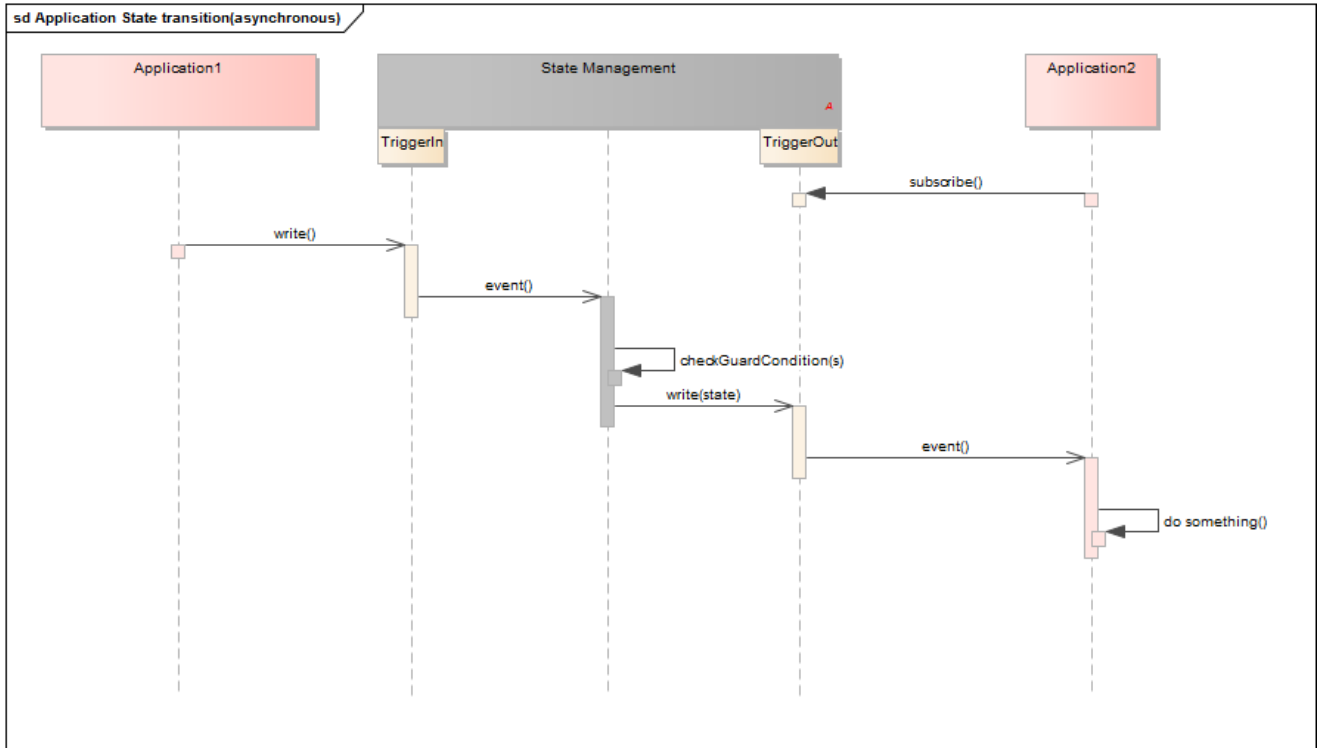 sd Application State transition(asynchronous)
Application1
State Management
Application2
A
TriggerIn
TriggerOut
subscribe()
write()
event()
checkGuardCondition(s)
write(state)
event()
do something()